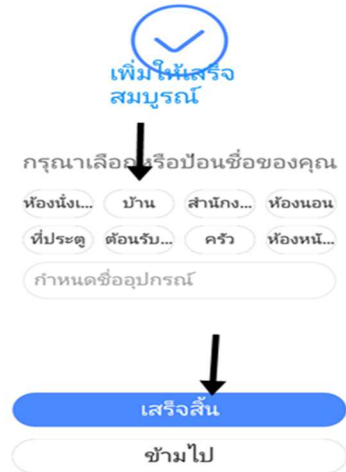 เพิ่มให้เสร็จ
สมบูรณ์
กรุณาเลือกหรือป้อนชื่อของคุณ
ห้องนั่งเ... บ้าน สำนักง... ห้องนอน
ที่ประตู ต้อนรับ... ครัว ห้องหนั...
กำหนดชื่ออุปกรณ์
เสร็จสิ้น
ข้ามไป